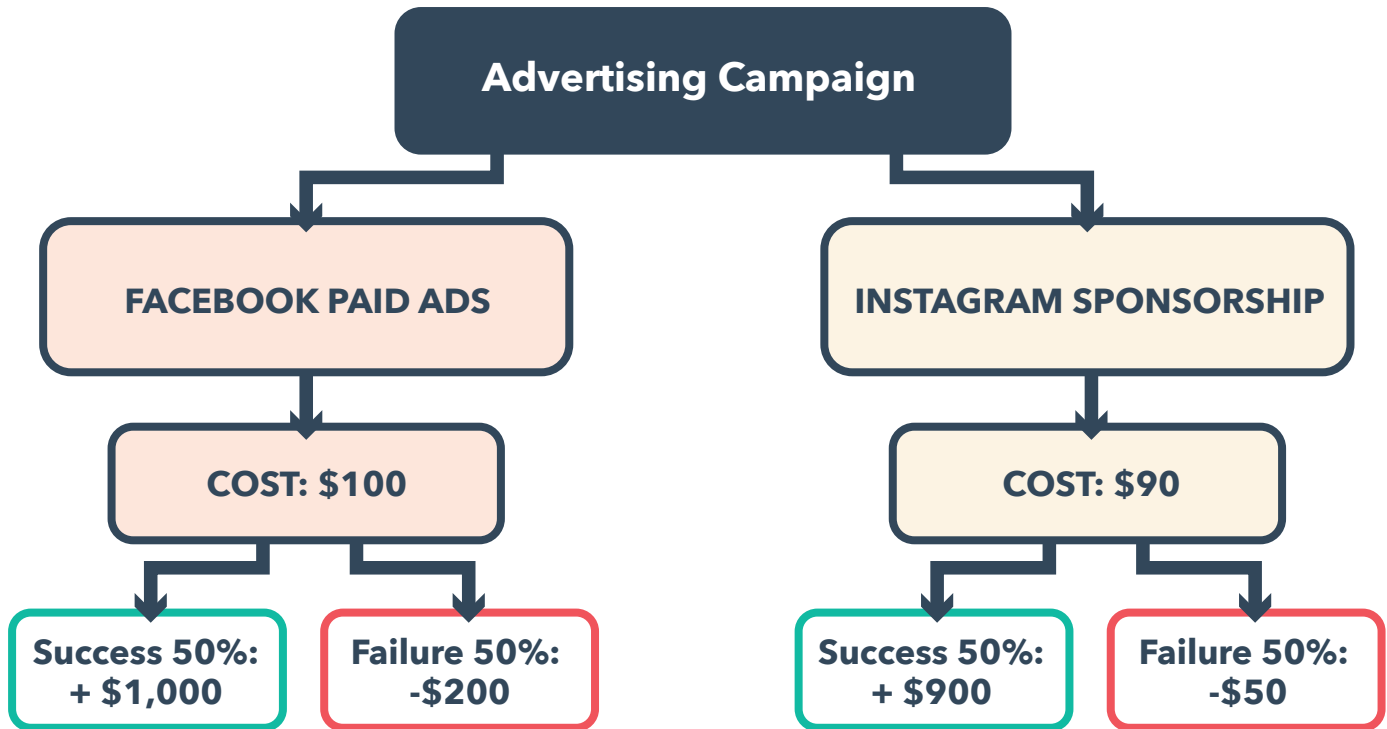 Advertising Campaign
FACEBOOK PAID ADS
INSTAGRAM SPONSORSHIP
COST: $100
COST: $90
Success 50%:
+ $1,000
Failure 50%:
-$200
Success 50%:
+ $900
Failure 50%:
-$50